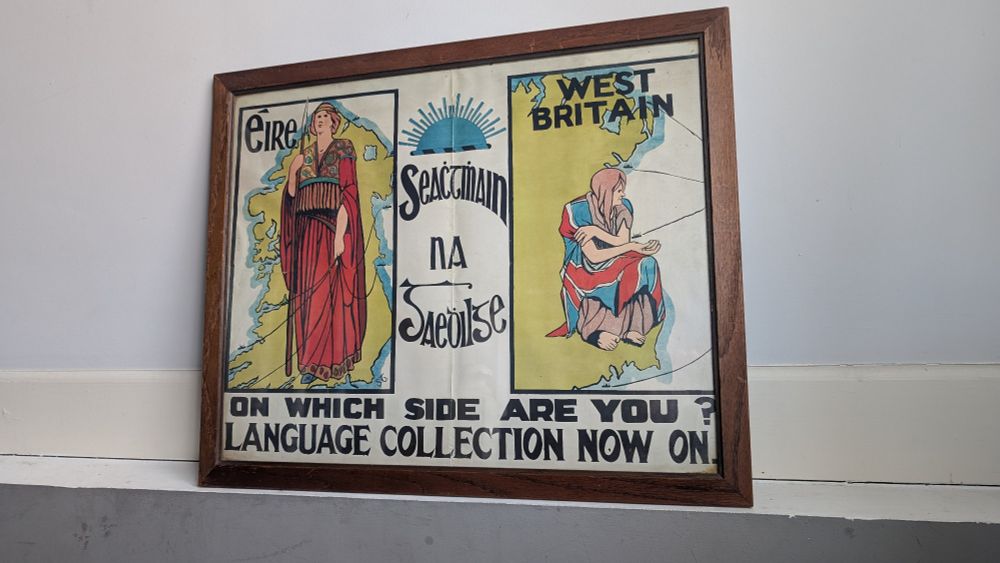 éire
Seaċtṁain
na
Gaeḋilge
WEST
BRITAIN
ON WHICH SIDE ARE YOU ?
LANGUAGE COLLECTION NOW ON.